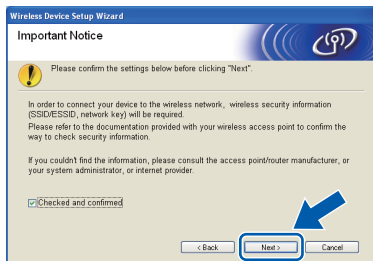 Wireless Device Setup Wizard
Important Notice
Please confirm the settings below before clicking "Next".
In order to connect your device to the wireless network, wireless security information
(SSID/ESSID, network key) will be required.
Please refer to the documentation provided with your wireless access point to confirm the
way to check security information.
If you couldn't find the information, please consult the access point/router manufacturer, or
your system administrator, or internet provider.
Checked and confirmed
< Back
Next >
Cancel